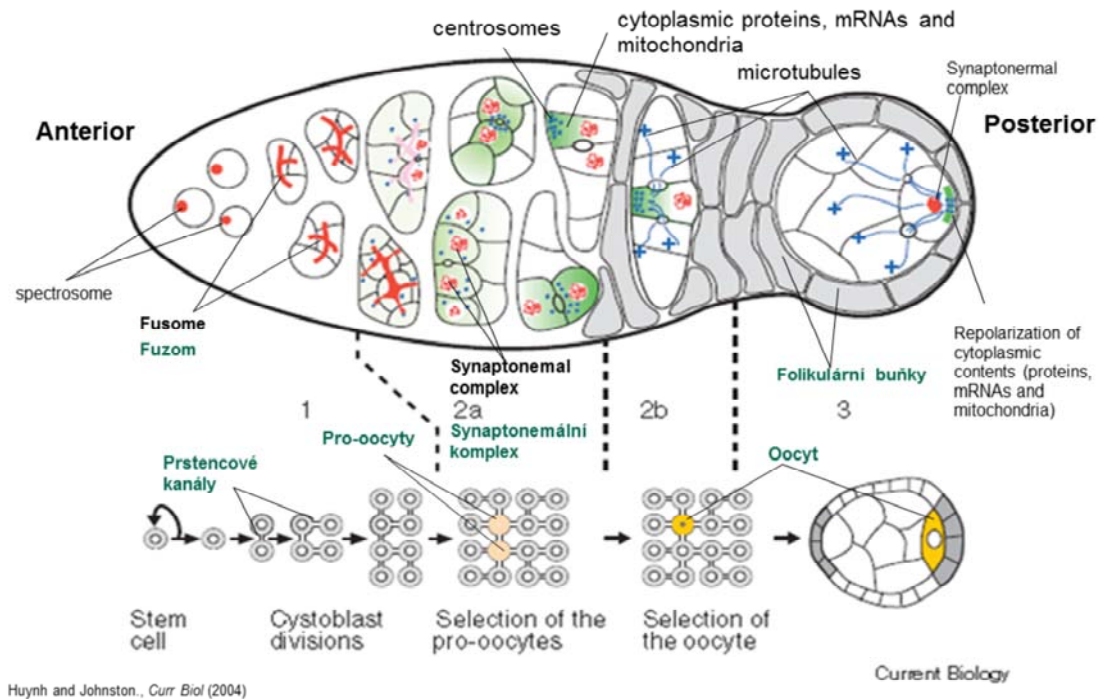 cytoplasmic proteins, mRNAs and
mitochondria
centrosomes
microtubules
Synaptonermal
complex
Anterior
Posterior
spectrosome
Fusome
Fuzom
Synaptonemal
complex
Folikulární buňky
Repolarization of
cytoplasmic
contents (proteins,
mRNAs and
mitochondria)
1
2a
2b
3
Prstencové
kanály
Pro-oocyty
Synaptonemální
komplex
Oocyt
Stem
cell
Cystoblast
divisions
Selection of the
pro-oocytes
Selection of
the oocyte
Current Biology
Huynh and Johnston., Curr Biol (2004)